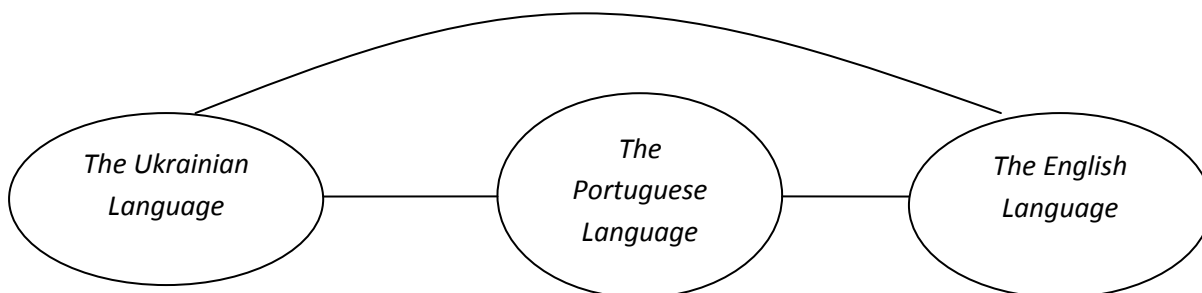 The Ukrainian
Language
The
Portuguese
Language
The English
Language